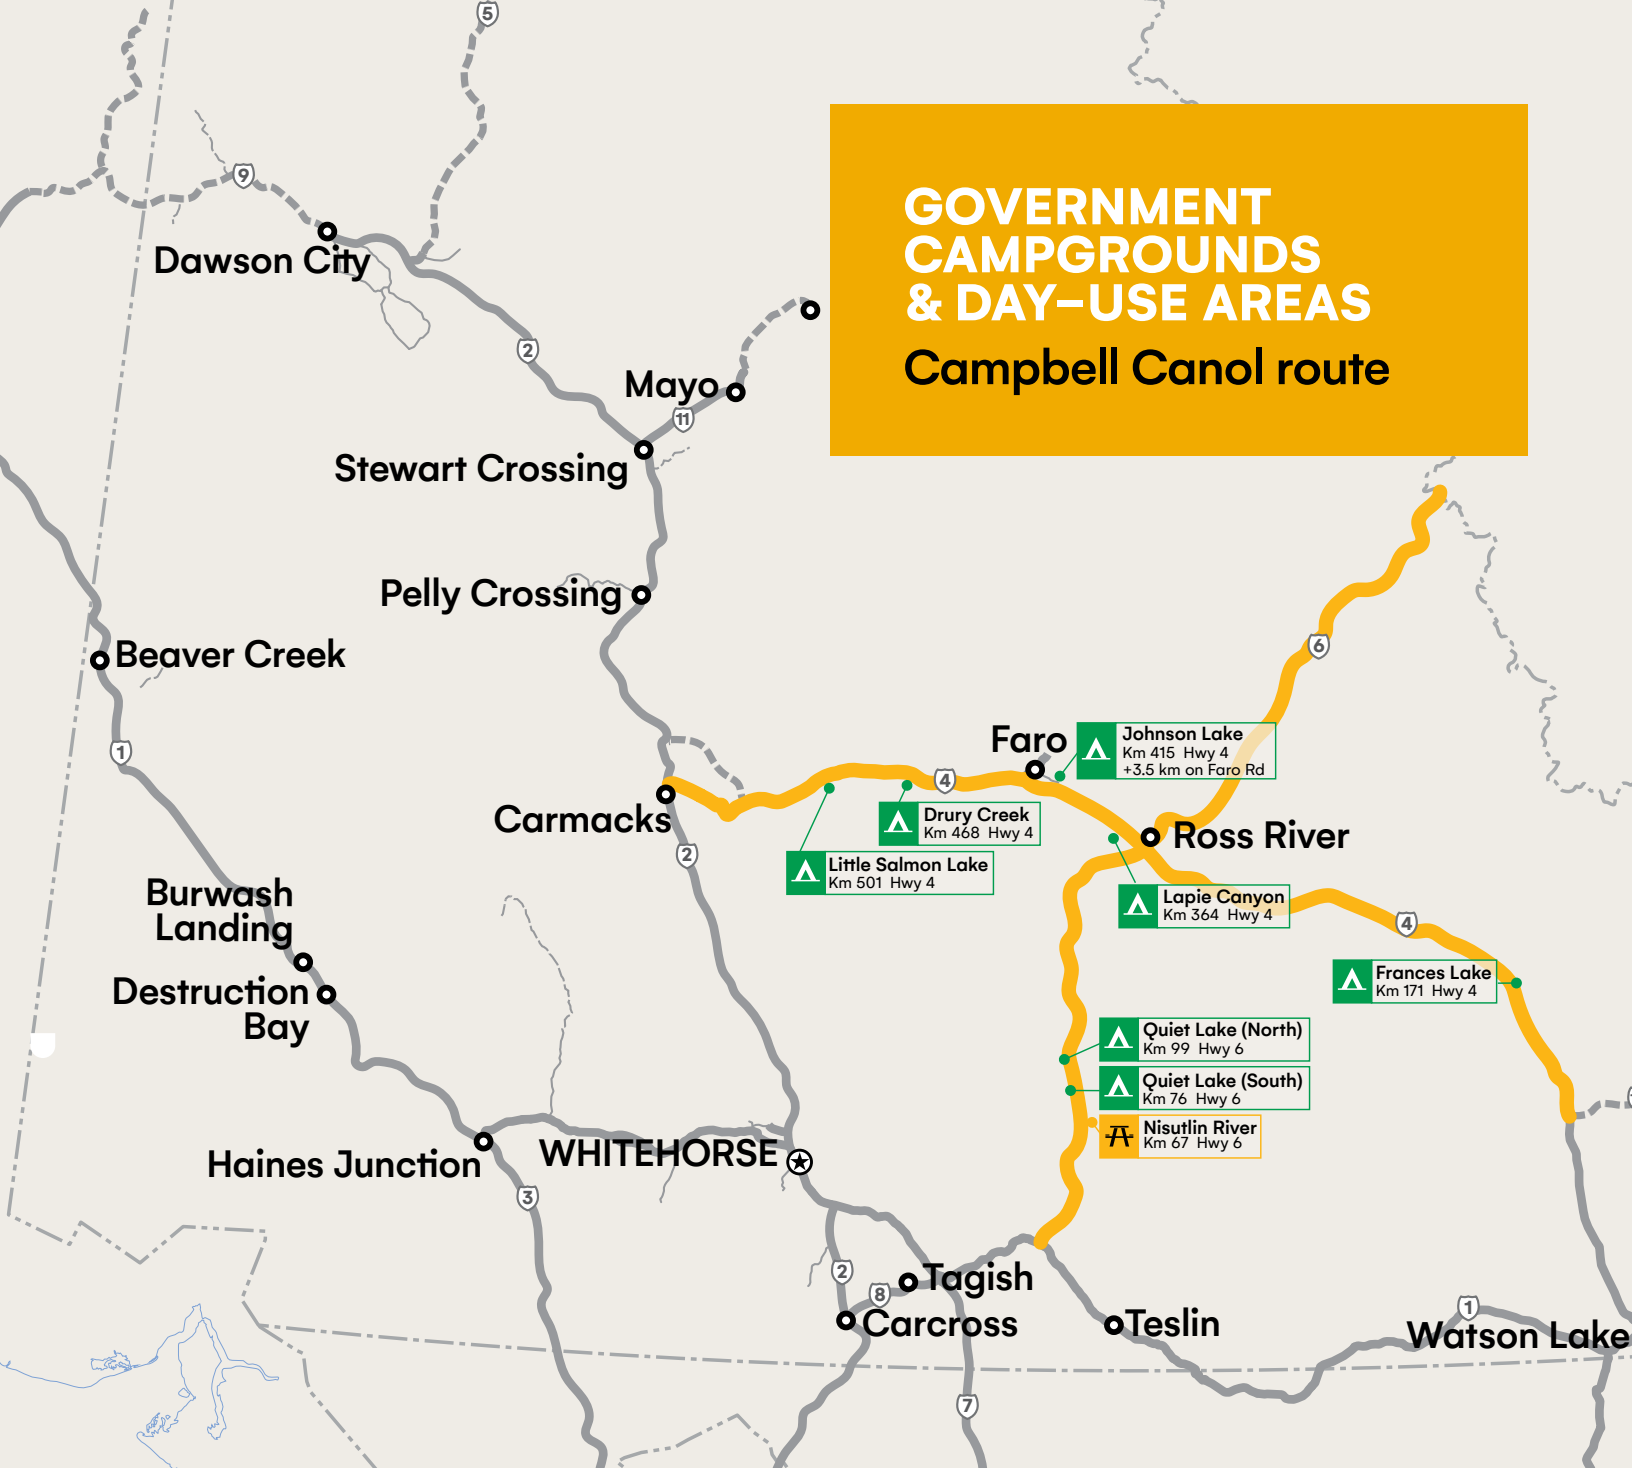 5
GOVERNMENT
CAMPGROUNDS
& DAY–USE AREAS
Campbell Canol route
9
Dawson City
2
Mayo
11
Stewart Crossing
Pelly Crossing
Beaver Creek
6
1
Faro
Johnson Lake
Km 415 Hwy 4
+3.5 km on Faro Rd
4
Carmacks
Drury Creek
Km 468 Hwy 4
Ross River
2
Little Salmon Lake
Km 501 Hwy 4
Lapie Canyon
Km 364 Hwy 4
4
Burwash
Landing
Frances Lake
Km 171 Hwy 4
Destruction
Bay
Quiet Lake (North)
Km 99 Hwy 6
Quiet Lake (South)
Km 76 Hwy 6
Nisutlin River
Km 67 Hwy 6
Haines Junction
WHITEHORSE
3
2
8
Tagish
Carcross
Teslin
1
Watson Lake
7